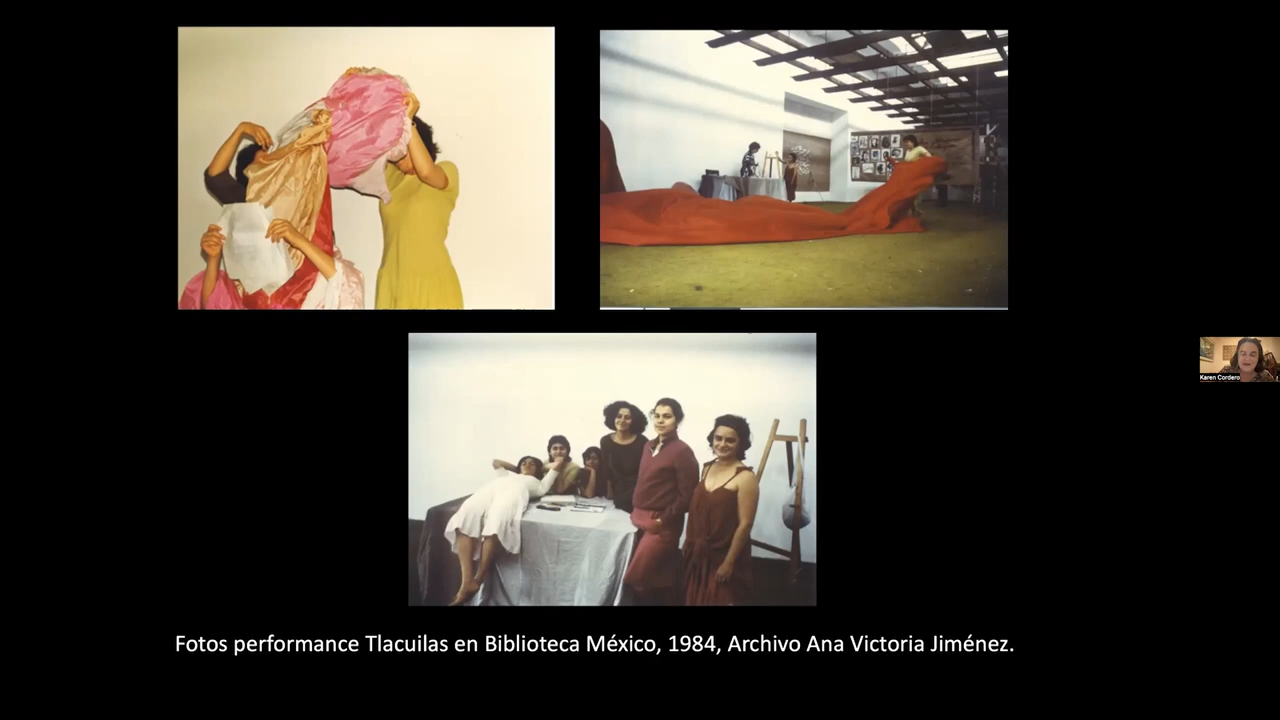 Karen Cordero
Fotos performance Tlacuilas en Biblioteca México, 1984, Archivo Ana Victoria Jiménez.